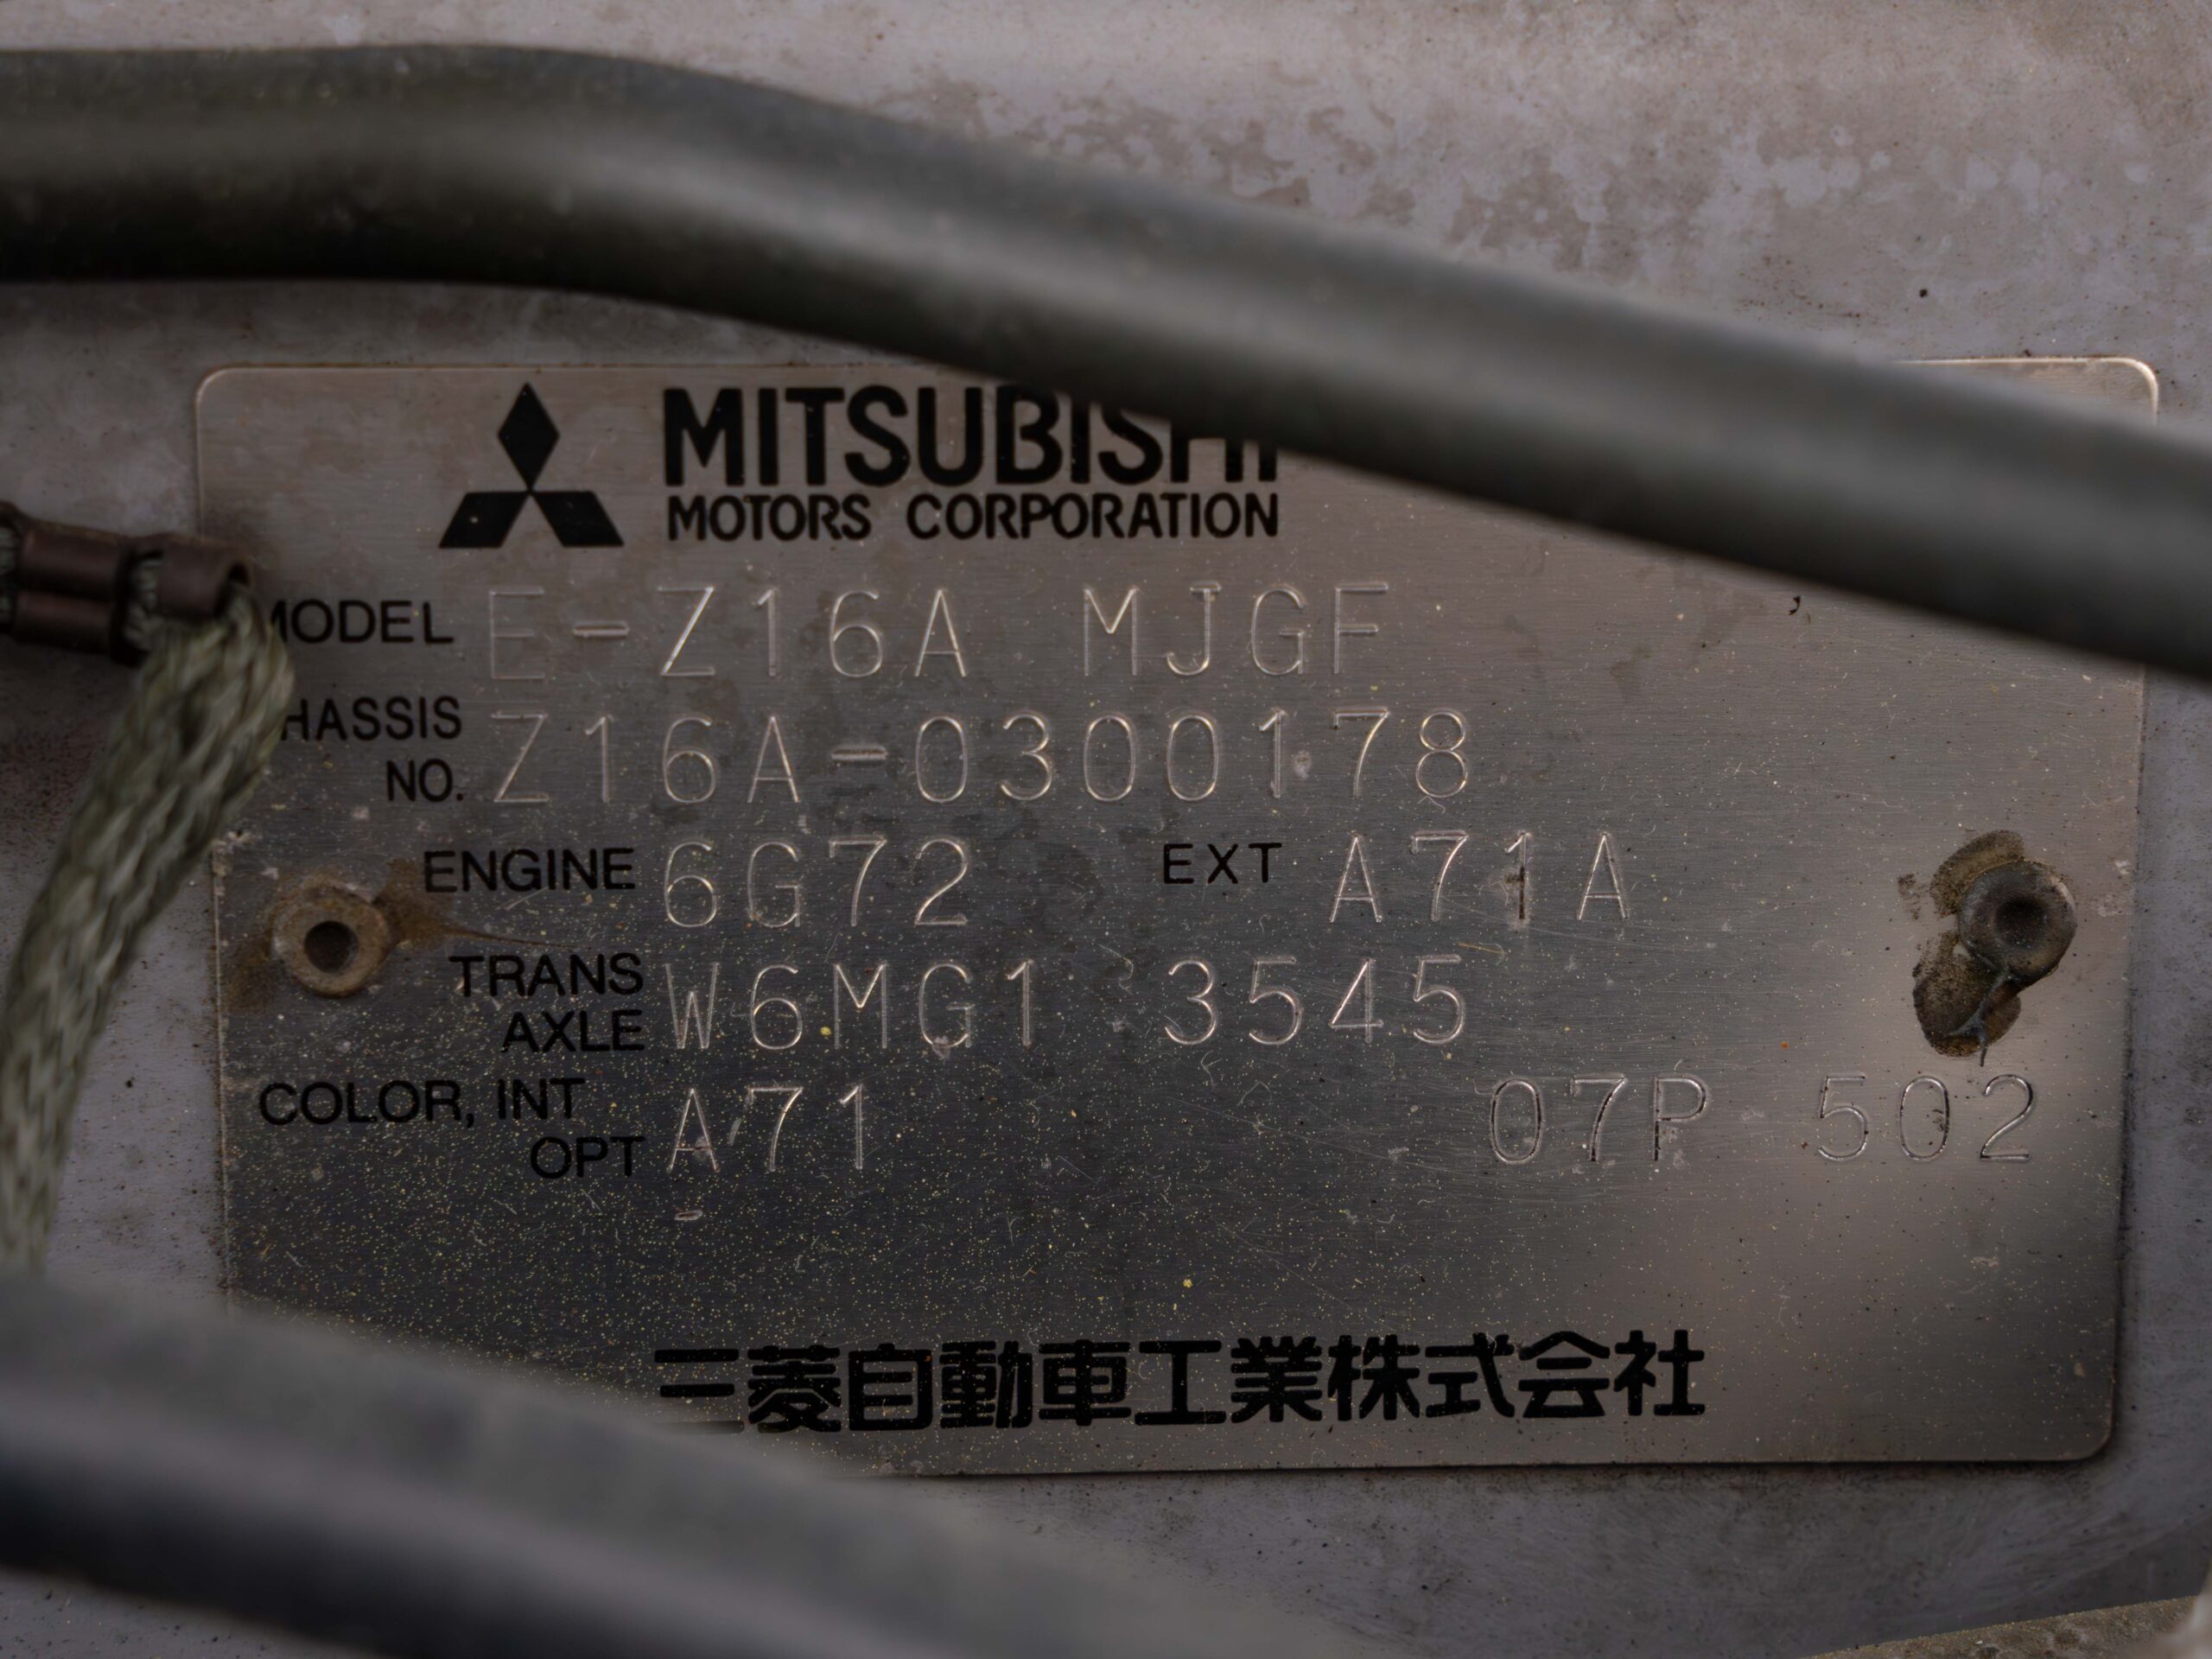 MITSUBISHI
MOTORS CORPORATION
MODEL E-Z16A MJGF
CHASSIS NO. Z16A-0300178
ENGINE 6G72 EXT A71A
TRANS AXLE W6MG1 3545
COLOR, INT OPT A71 07P 502
-
三菱自動車工業株式会社